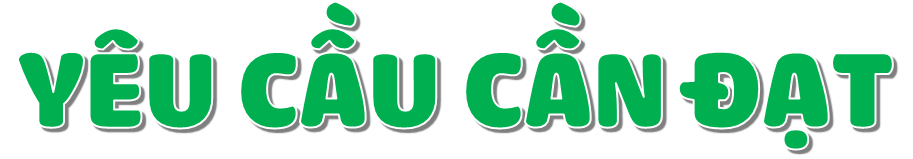 YÊU CẦU CẦN ĐẠT